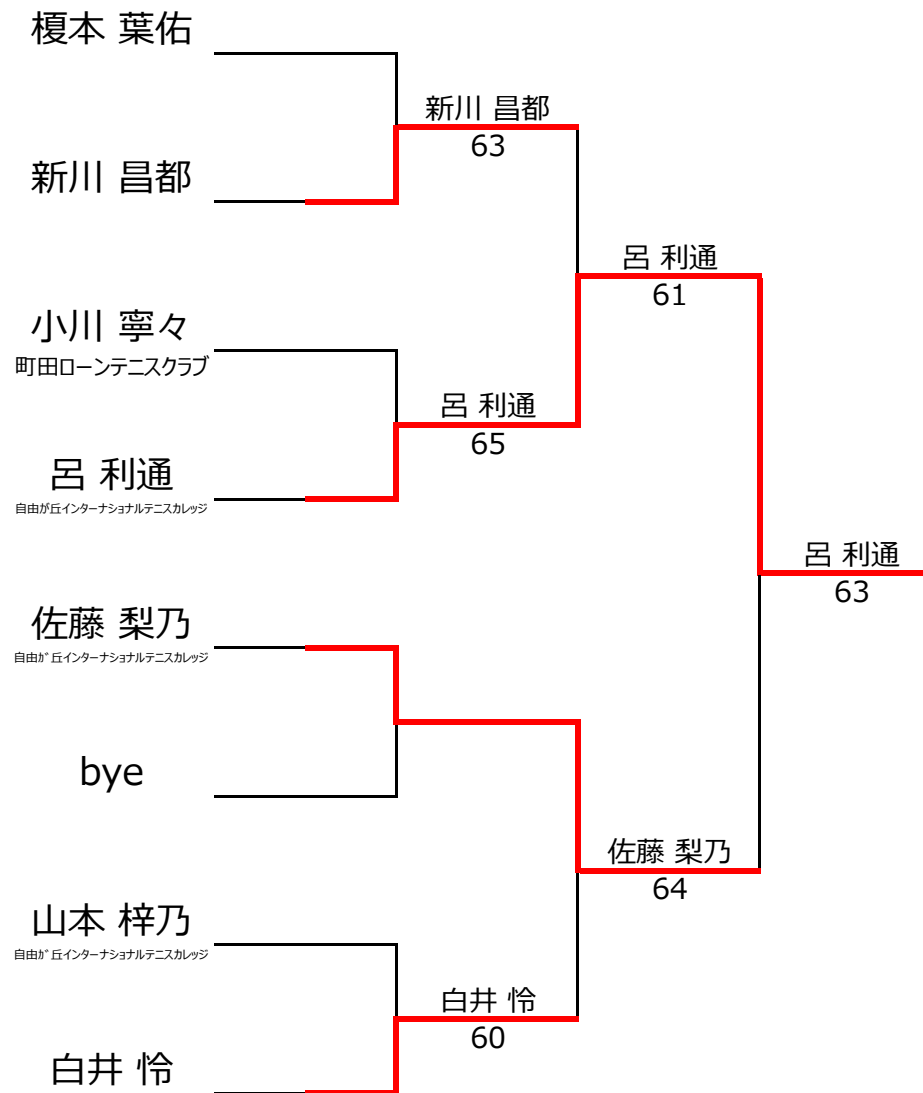 榎本 葉佑
新川 昌都
小川 寧々
町田ローンテニスクラブ
呂 利通
自由が丘インターナショナルテニスカレッジ
佐藤 梨乃
自由ｶﾞ丘インターナショナルテニスカレッジ
bye
山本 梓乃
自由ｶﾞ丘インターナショナルテニスカレッジ
白井 怜
新川 昌都
63
呂 利通
65
白井 怜
60
呂 利通
61
佐藤 梨乃
64
呂 利通
63